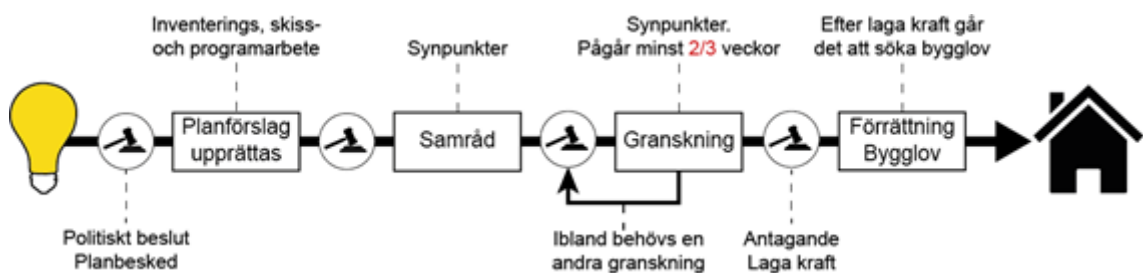 Inventerings, skiss-
och programarbete
Synpunkter
Synpunkter.
Pågår minst 2/3 veckor
Efter laga kraft går
det att söka bygglov
Planförslag
upprättas
Samråd
Granskning
Förrättning
Bygglov
Politiskt beslut
Planbesked
Ibland behövs en
andra granskning
Antagande
Laga kraft